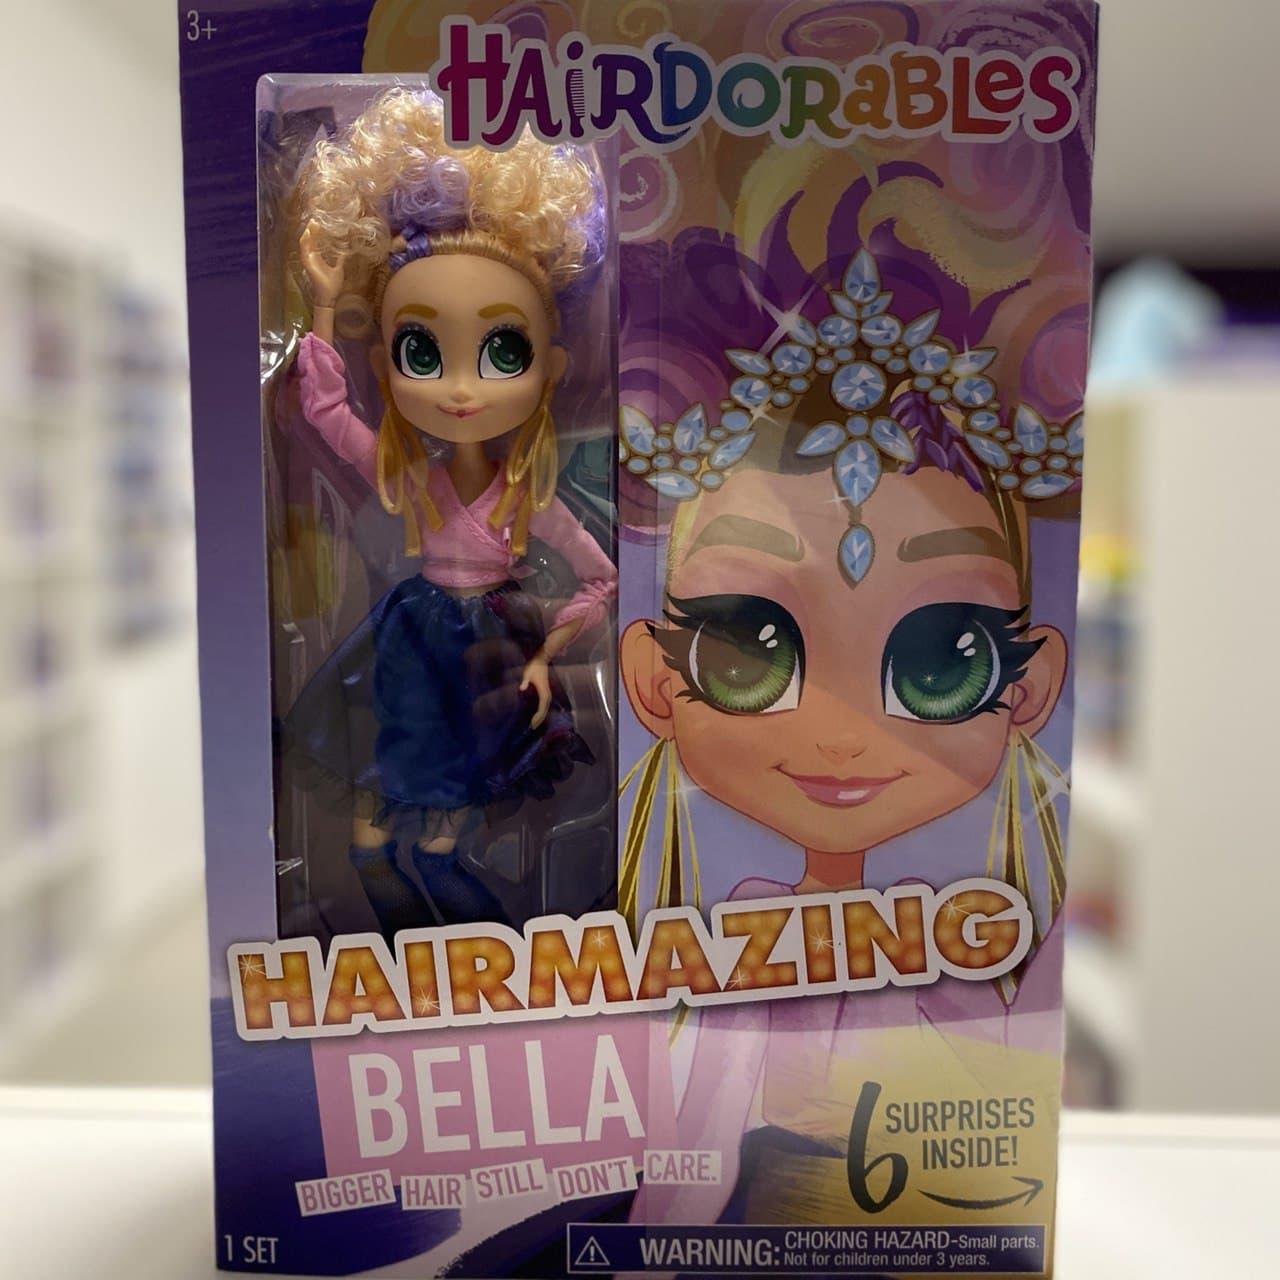 3+
HAiRDORaBLes
HAIRMAZING
BELLA
BIGGER HAIR STILL DON'T CARE.
6 SURPRISES
INSIDE!
1 SET
WARNING: CHOKING HAZARD-Small parts.
Not for children under 3 years.